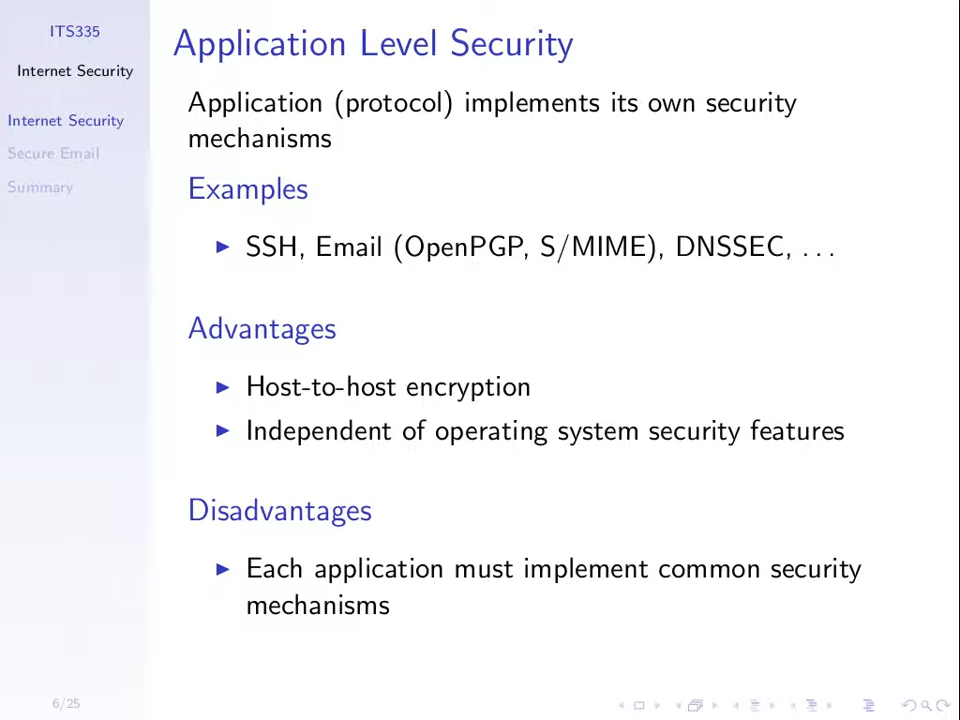 ITS335
Internet Security
Internet Security
Secure Email
Summary
Application Level Security
Application (protocol) implements its own security
mechanisms
Examples
▶ SSH, Email (OpenPGP, S/MIME), DNSSEC, . . .
Advantages
▶ Host-to-host encryption
▶ Independent of operating system security features
Disadvantages
▶ Each application must implement common security
mechanisms
6/25